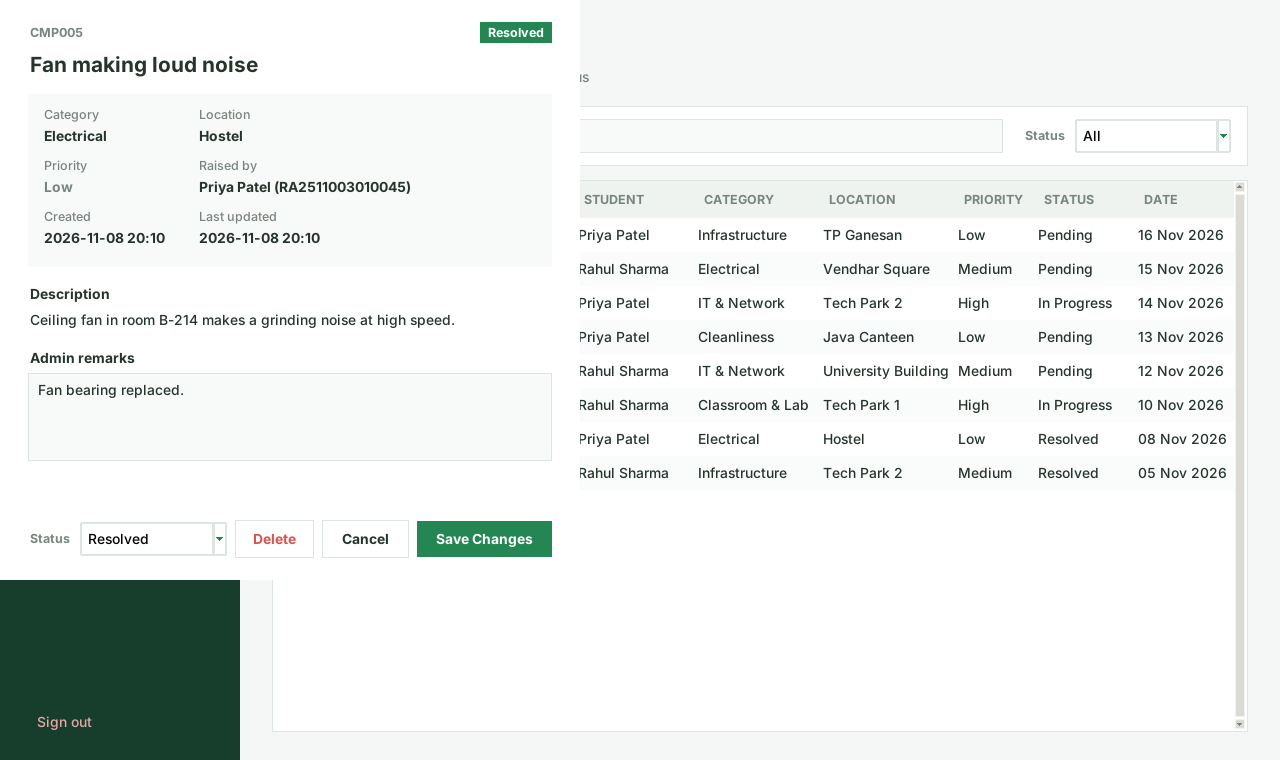 CMP005
Resolved
Fan making loud noise
Category
Location
Electrical
Hostel
Priority
Raised by
Low
Priya Patel (RA2511003010045)
Created
Last updated
2026-11-08 20:10
2026-11-08 20:10
Description
Ceiling fan in room B-214 makes a grinding noise at high speed.
Admin remarks
Fan bearing replaced.
Status
Resolved
Delete
Cancel
Save Changes
Sign out
Status
All
STUDENT CATEGORY LOCATION PRIORITY STATUS DATE
Priya Patel Infrastructure TP Ganesan Low Pending 16 Nov 2026
Rahul Sharma Electrical Vendhar Square Medium Pending 15 Nov 2026
Priya Patel IT & Network Tech Park 2 High In Progress 14 Nov 2026
Priya Patel Cleanliness Java Canteen Low Pending 13 Nov 2026
Rahul Sharma IT & Network University Building Medium Pending 12 Nov 2026
Rahul Sharma Classroom & Lab Tech Park 1 High In Progress 10 Nov 2026
Priya Patel Electrical Hostel Low Resolved 08 Nov 2026
Rahul Sharma Infrastructure Tech Park 2 Medium Resolved 05 Nov 2026